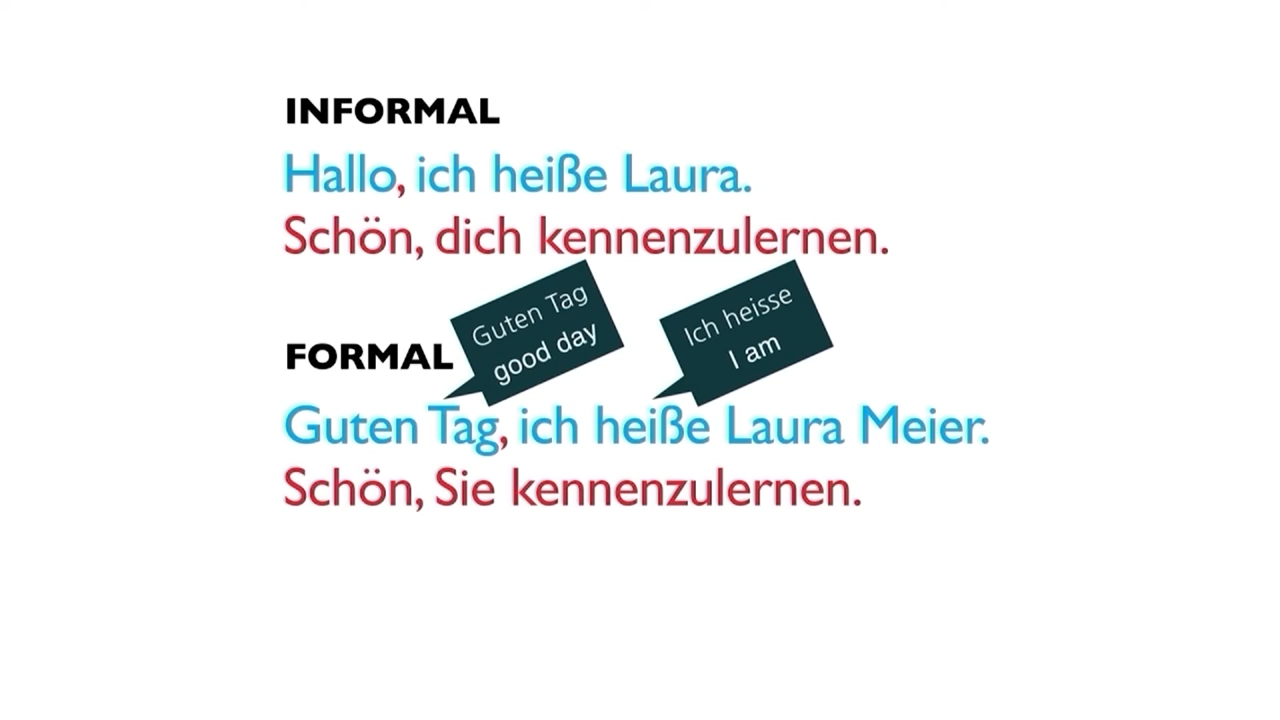 INFORMAL
Hallo, ich heiße Laura.
Schön, dich kennenzulernen.
Guten Tag
good day
Ich heisse
I am
FORMAL
Guten Tag, ich heiße Laura Meier.
Schön, Sie kennenzulernen.